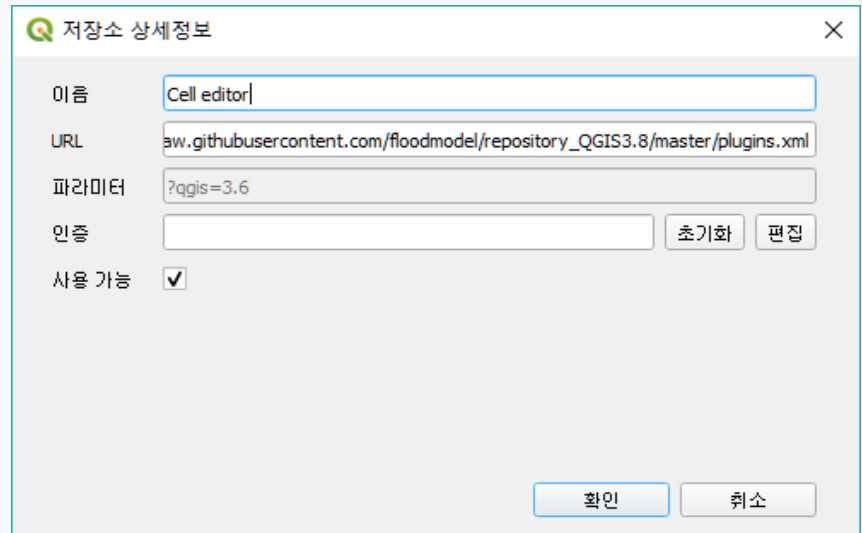 저장소 상세정보
이름 Cell editor
URL aw.githubusercontent.com/floodmodel/repository_QGIS3.8/master/plugins.xml
파라미터 ?qgis=3.6
인증 초기화 편집
사용 가능
확인 취소